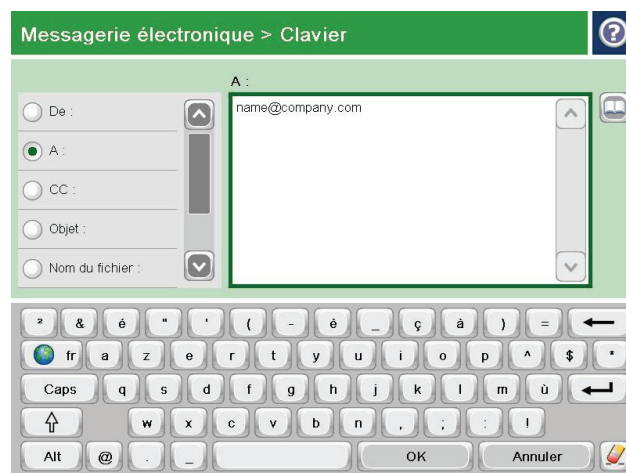 Messagerie électronique > Clavier
?
A :
De :
A :
CC :
Objet :
Nom du fichier :
name@company.com
² & é " ' ( - è _ ç à ) =
fr a z e r t y u i o p ^ $ *
Caps q s d f g h j k l m ù
w x c v b n , ; : !
Alt @ . _ OK Annuler